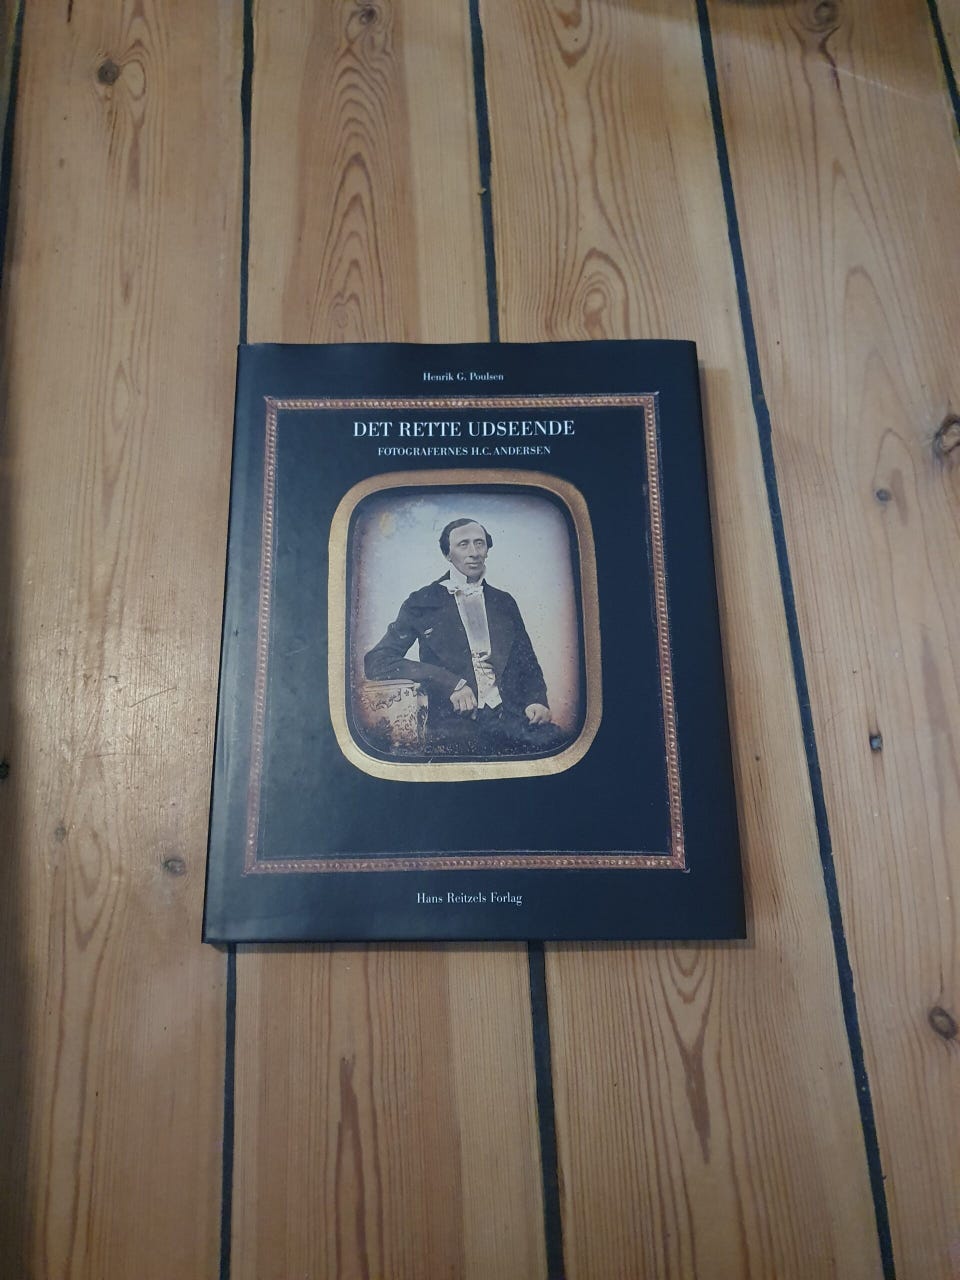 Henrik G. Poulsen
DET RETTE UDSEENDE
FOTOGRAFERNES H.C. ANDERSEN
Hans Reitzels Forlag